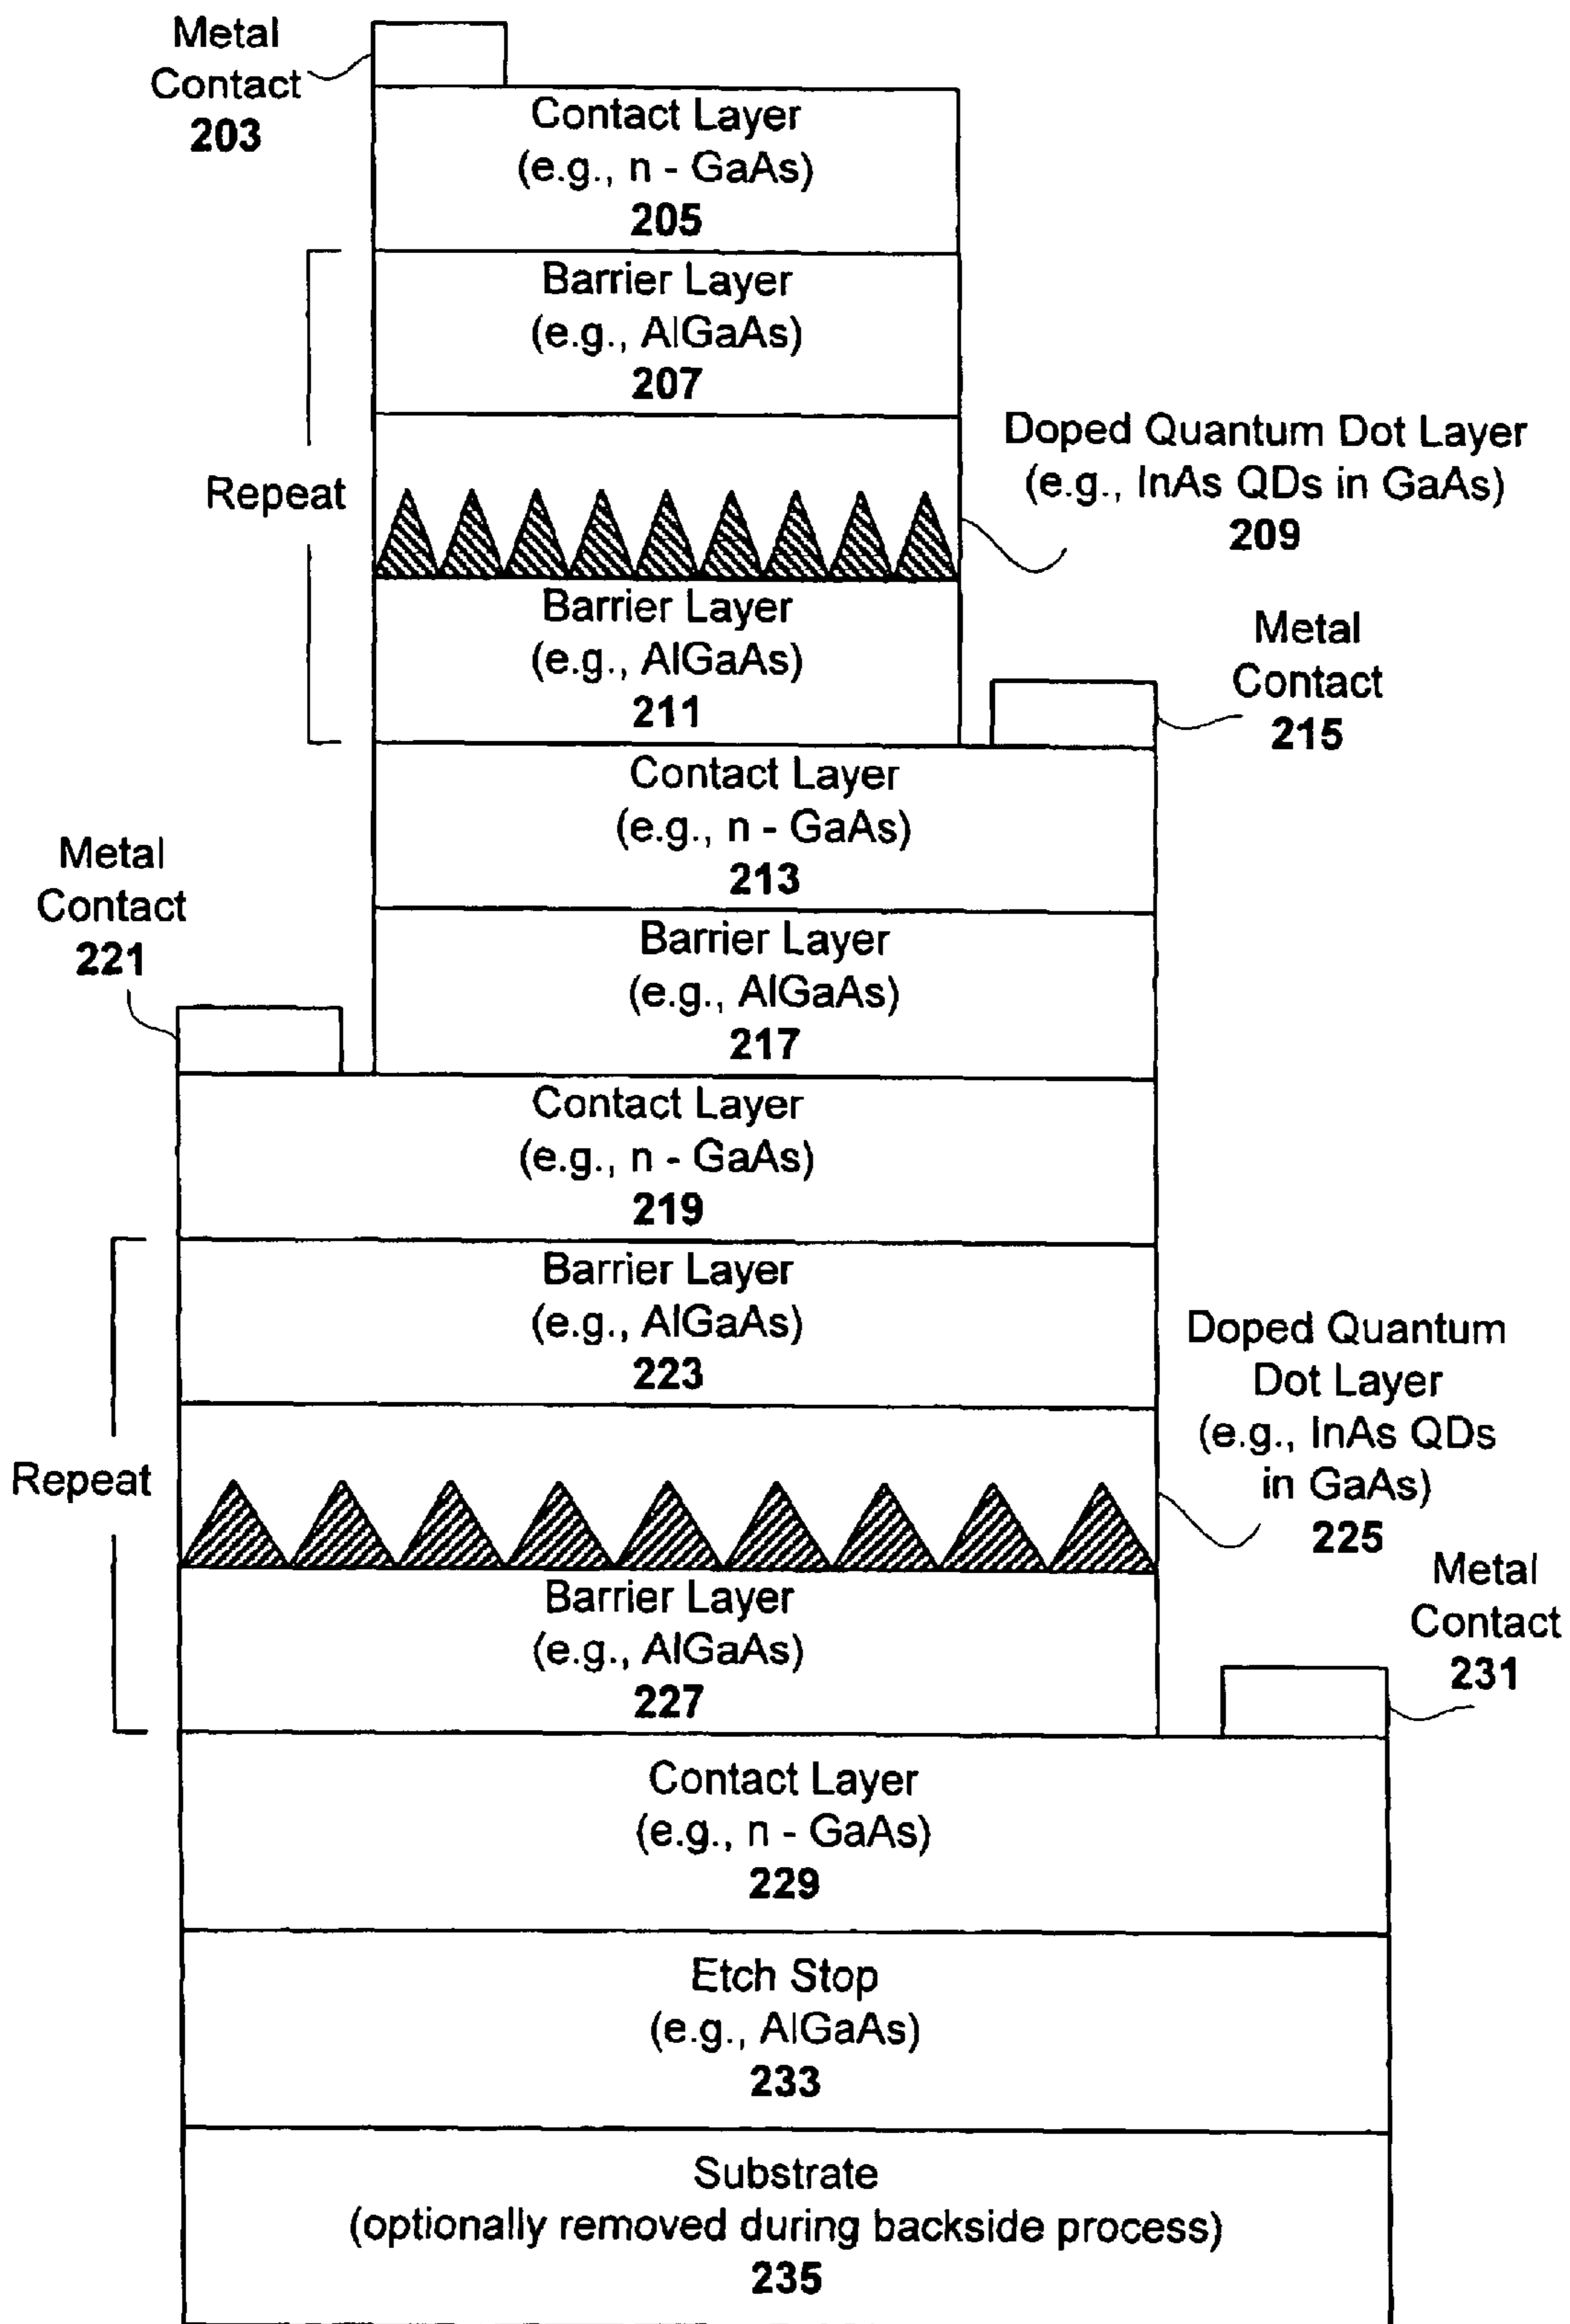 Metal
Contact
203
Contact Layer
(e.g., n - GaAs)
205
Barrier Layer
(e.g., AlGaAs)
207
Repeat
Doped Quantum Dot Layer
(e.g., InAs QDs in GaAs)
209
Barrier Layer
(e.g., AlGaAs)
211
Metal
Contact
215
Contact Layer
(e.g., n - GaAs)
213
Metal
Contact
221
Barrier Layer
(e.g., AlGaAs)
217
Contact Layer
(e.g., n - GaAs)
219
Barrier Layer
(e.g., AlGaAs)
223
Repeat
Doped Quantum
Dot Layer
(e.g., InAs QDs
in GaAs)
225
Barrier Layer
(e.g., AlGaAs)
227
Metal
Contact
231
Contact Layer
(e.g., n - GaAs)
229
Etch Stop
(e.g., AlGaAs)
233
Substrate
(optionally removed during backside process)
235